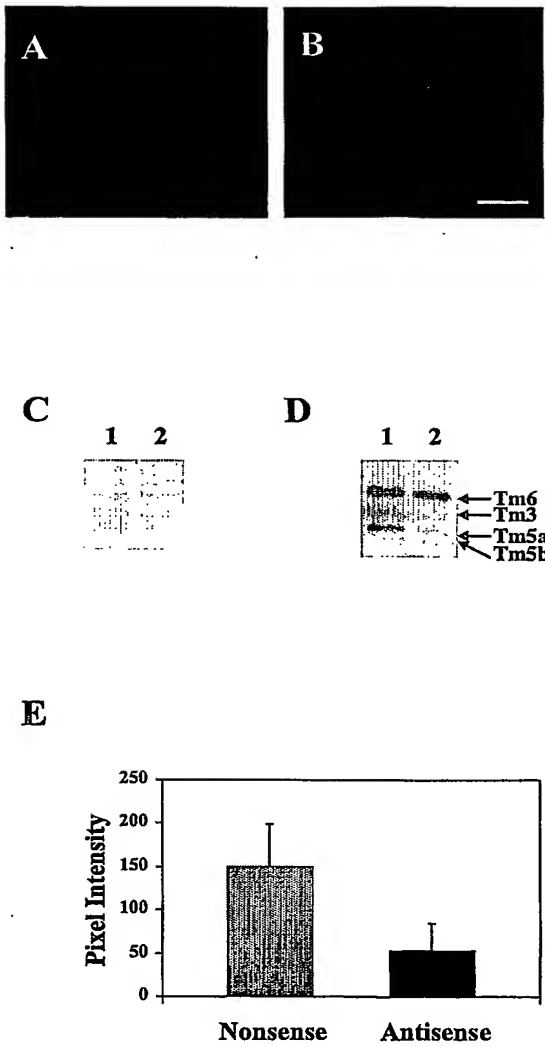 A
B
C
1 2
D
1 2
Tm6
Tm3
Tm5a
Tm5b
E
250
200
150
100
50
0
Pixel Intensity
Nonsense Antisense